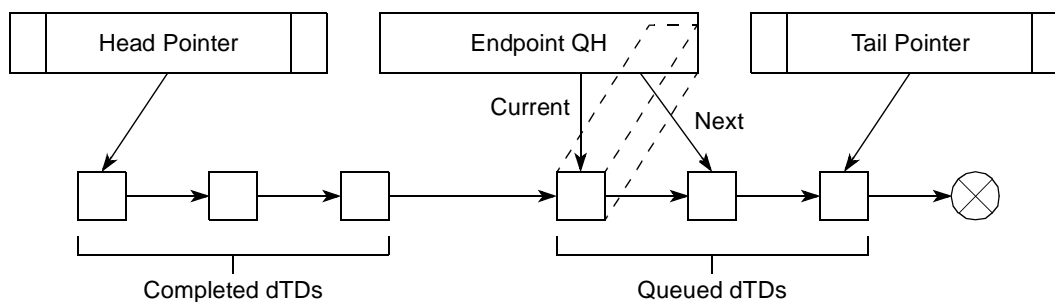 Head Pointer
Endpoint QH
Tail Pointer
Current
Next
Completed dTDs
Queued dTDs